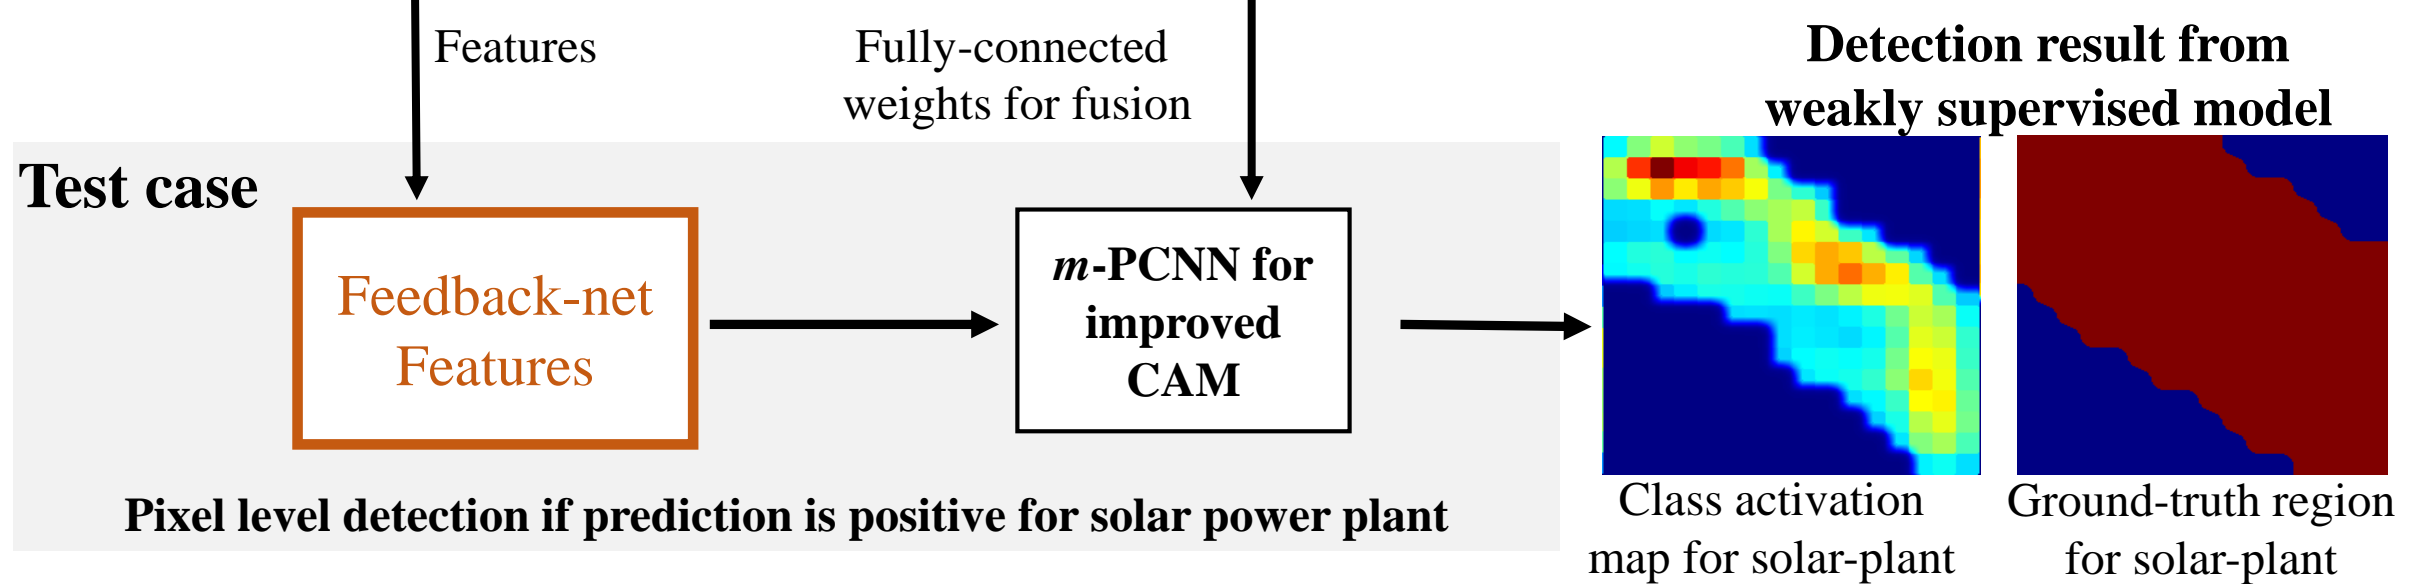 Features
Fully-connected
weights for fusion
Detection result from
weakly supervised model
Test case
Feedback-net
Features
m-PCNN for
improved
CAM
Pixel level detection if prediction is positive for solar power plant
Class activation
map for solar-plant
Ground-truth region
for solar-plant